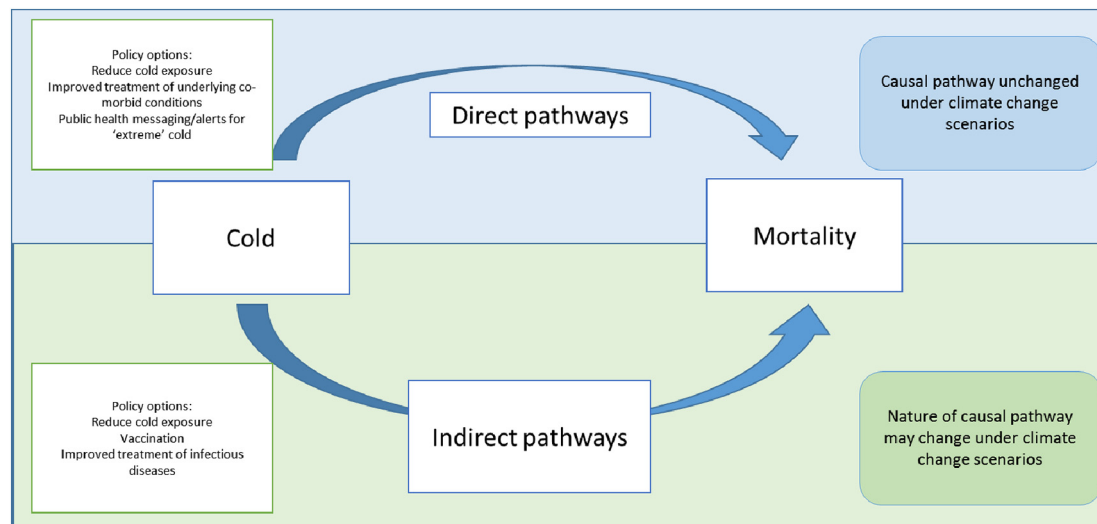 Policy options:
Reduce cold exposure
Improved treatment of underlying co-
morbid conditions
Public health messaging/alerts for
‘extreme’ cold
Direct pathways
Causal pathway unchanged
under climate change
scenarios
Cold
Mortality
Policy options:
Reduce cold exposure
Vaccination
Improved treatment of infectious
diseases
Indirect pathways
Nature of causal pathway
may change under climate
change scenarios